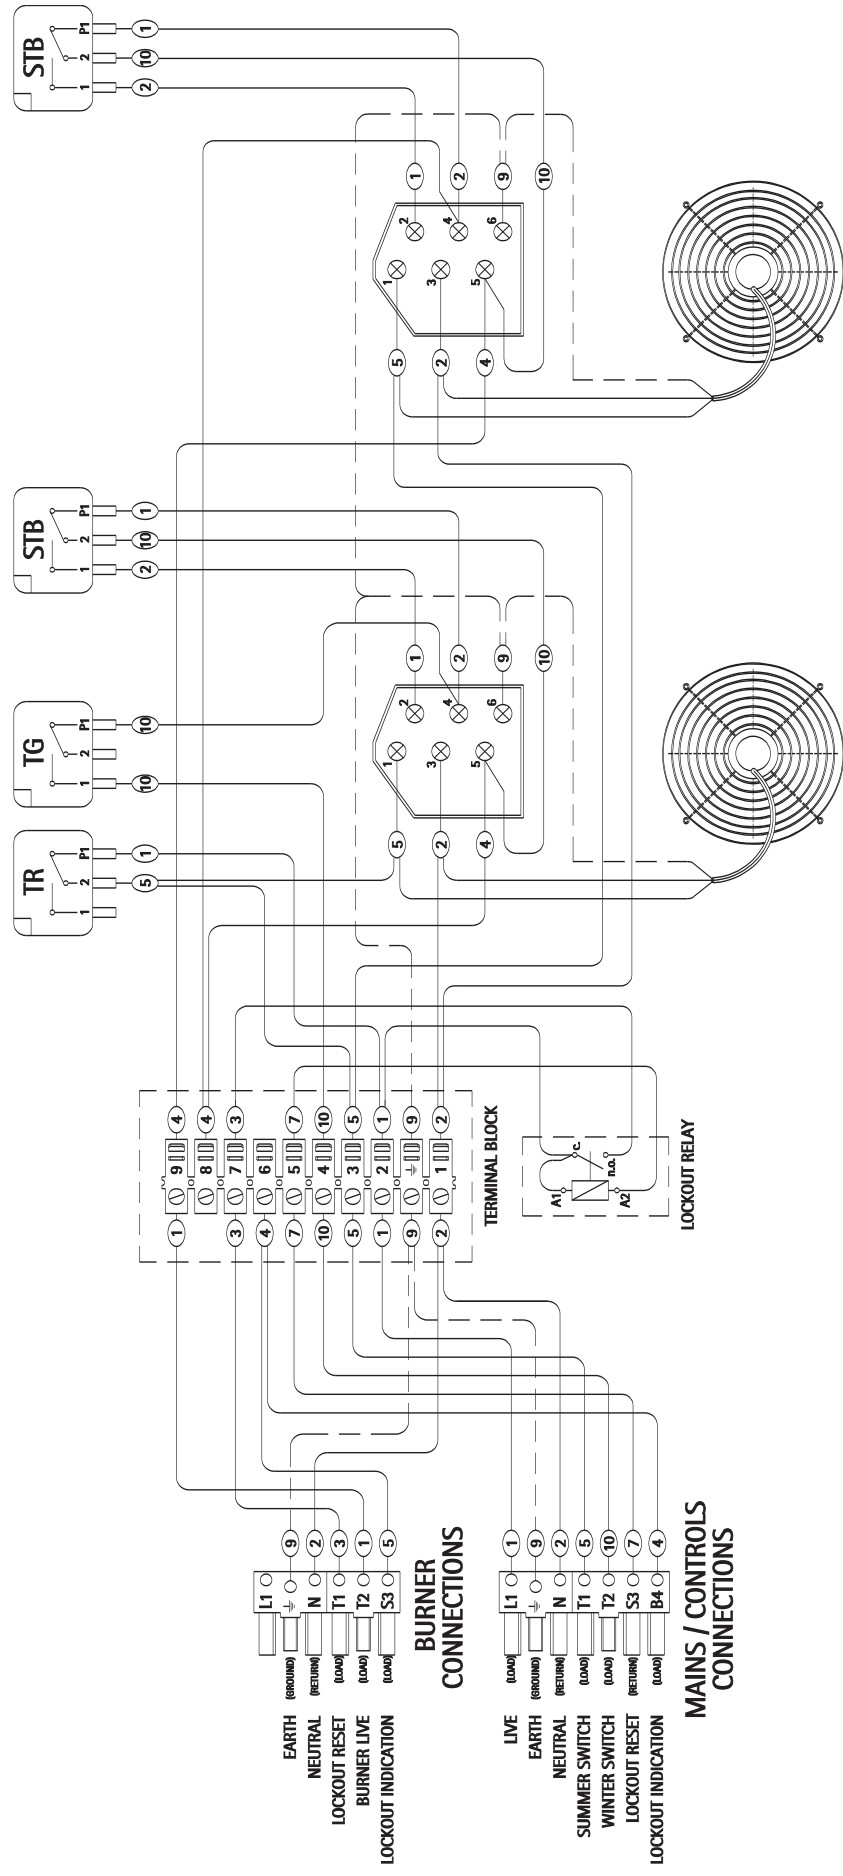 EARTH (GROUND) ⏚ 9
NEUTRAL (RETURN) N 2
LOCKOUT RESET (LOAD) T1 3
BURNER LIVE (LOAD) T2 1
LOCKOUT INDICATION (LOAD) S3 5
L1
BURNER
CONNECTIONS
LIVE (LOAD) L1 1
EARTH (GROUND) ⏚ 9
NEUTRAL (RETURN) N 2
SUMMER SWITCH (LOAD) T1 5
WINTER SWITCH (LOAD) T2 10
LOCKOUT RESET (RETURN) S3 7
LOCKOUT INDICATION (LOAD) B4 4
MAINS / CONTROLS
CONNECTIONS
1 9 4
8 4
3 7 3
4 6
7 5 7
10 4 10
5 3 5
1 2 1
9 ⏚ 9
2 1 2
TERMINAL BLOCK
A1 c.
A2 n.o.
LOCKOUT RELAY
TR
1 2 P1
5 1
TG
1 2 P1
10 10
STB
1 2 P1
2 10 1
5 1 2 1
2 3 4 2
4 5 6 9
10
STB
1 2 P1
2 10 1
5 1 2 1
2 3 4 2
4 5 6 9
10